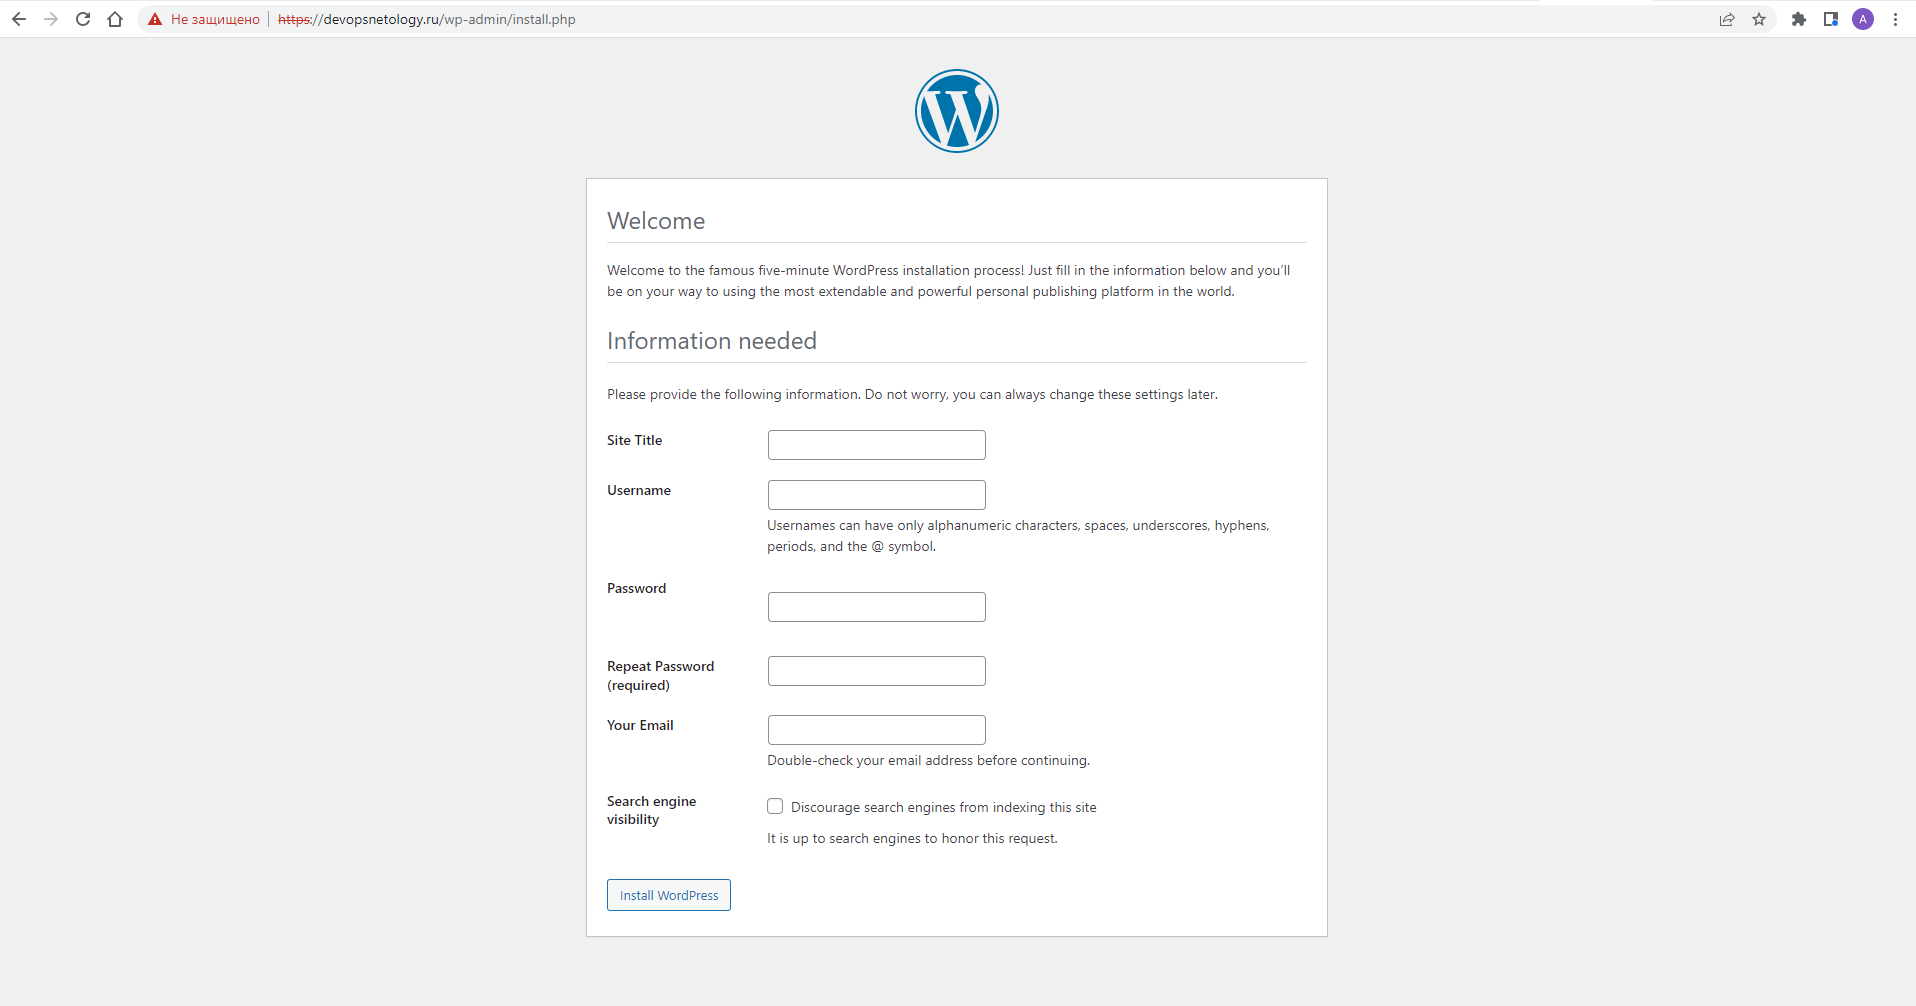 Не защищено https://devopsnetology.ru/wp-admin/install.php
A
Welcome
Welcome to the famous five-minute WordPress installation process! Just fill in the information below and you’ll
be on your way to using the most extendable and powerful personal publishing platform in the world.
Information needed
Please provide the following information. Do not worry, you can always change these settings later.
Site Title
Username
Usernames can have only alphanumeric characters, spaces, underscores, hyphens,
periods, and the @ symbol.
Password
Repeat Password
(required)
Your Email
Double-check your email address before continuing.
Search engine
visibility
Discourage search engines from indexing this site
It is up to search engines to honor this request.
Install WordPress